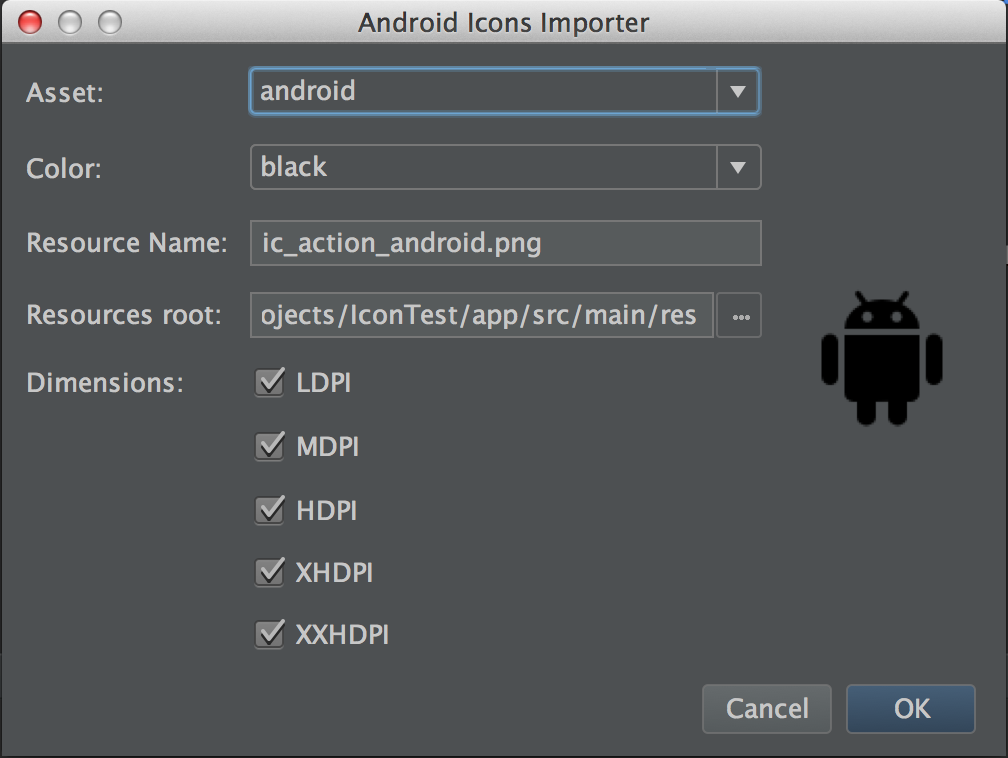 Android Icons Importer
Asset: android
Color: black
Resource Name: ic_action_android.png
Resources root: ojects/IconTest/app/src/main/res ...
Dimensions: LDPI
MDPI
HDPI
XHDPI
XXHDPI
Cancel OK